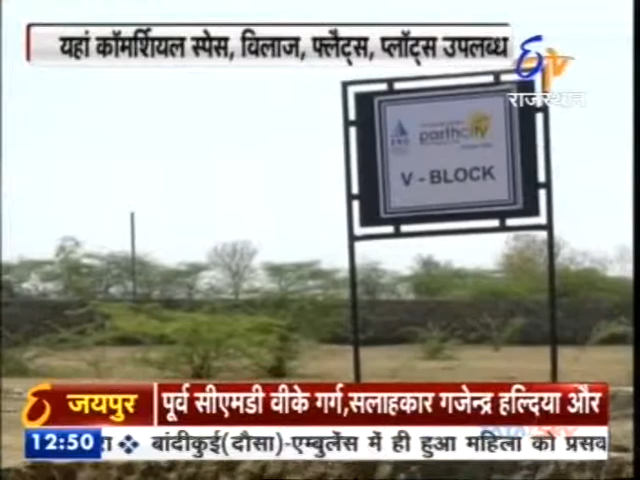 यहां कॉमर्शियल स्पेस, विलाज, फ्लैट्स, प्लॉट्स उपलब्ध
etv
राजस्थान
parthcity
V - BLOCK
जयपुर
पूर्व सीएमडी वीके गर्ग,सलाहकार गजेन्द्र हल्दिया और
12:50
बांदीकुई(दौसा)-एम्बुलेंस में ही हुआ महिला को प्रसव